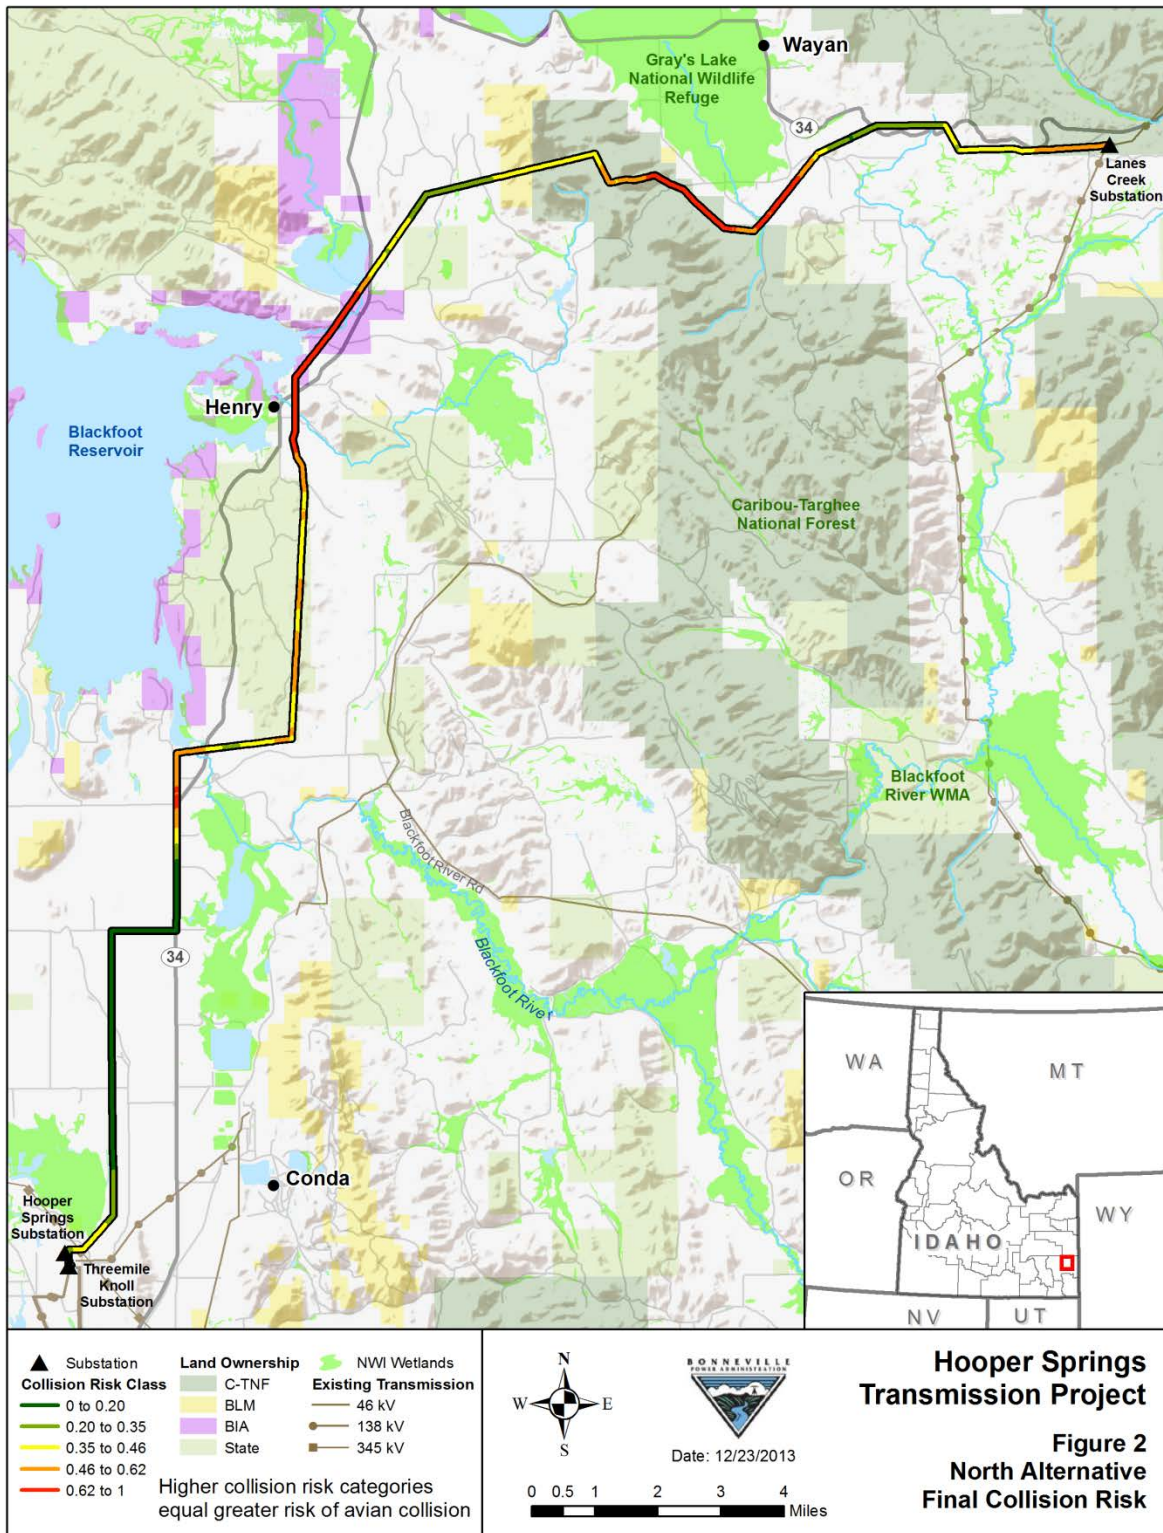 Wayan
Gray's Lake
National Wildlife
Refuge
34
Lanes
Creek
Substation
Henry
Blackfoot
Reservoir
Caribou-Targhee
National Forest
Blackfoot
River WMA
Blackfoot River Rd
34
Blackfoot Rive
Conda
Hooper
Springs
Substation
Threemile
Knoll
Substation
WA
MT
OR
IDAHO
WY
NV
UT
Substation
Collision Risk Class
0 to 0.20
0.20 to 0.35
0.35 to 0.46
0.46 to 0.62
0.62 to 1
Land Ownership
C-TNF
BLM
BIA
State
NWI Wetlands
Existing Transmission
46 kV
138 kV
345 kV
Higher collision risk categories
equal greater risk of avian collision
N
W
E
S
BONNEVILLE
POWER ADMINISTRATION
Date: 12/23/2013
0 0.5 1 2 3 4
Miles
Hooper Springs
Transmission Project
Figure 2
North Alternative
Final Collision Risk